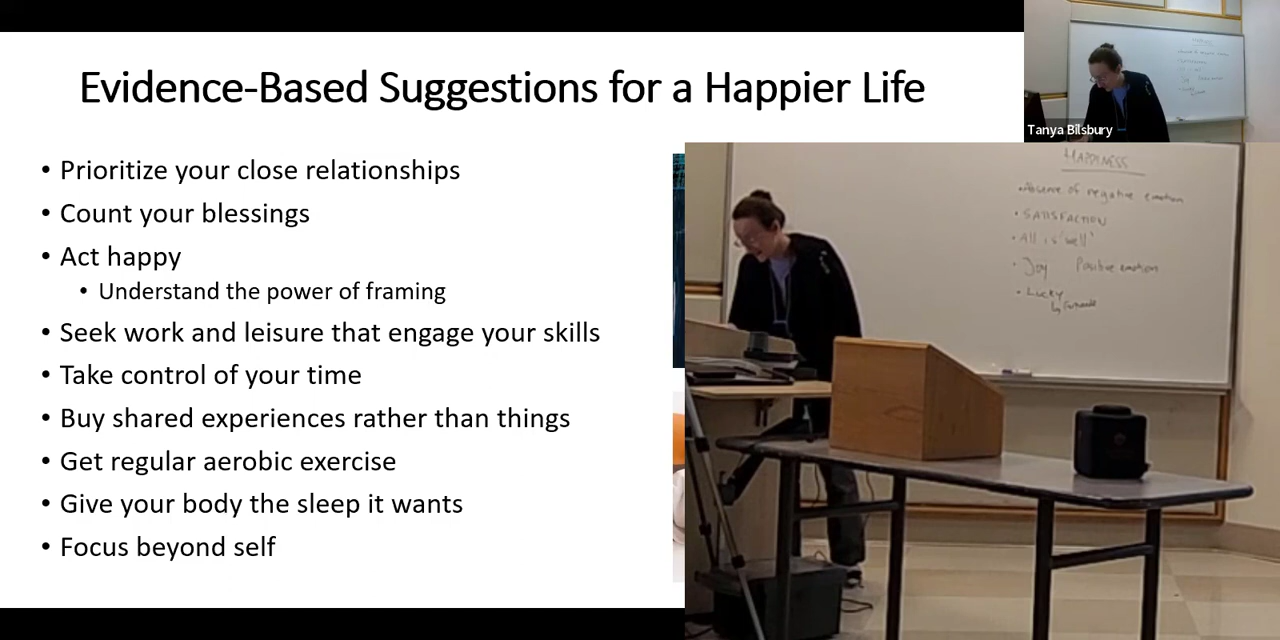 Evidence-Based Suggestions for a Happier Life
• Prioritize your close relationships
• Count your blessings
• Act happy
• Understand the power of framing
• Seek work and leisure that engage your skills
• Take control of your time
• Buy shared experiences rather than things
• Get regular aerobic exercise
• Give your body the sleep it wants
• Focus beyond self
Tanya Bilsbury
HAPPINESS
• Absence of negative emotion
• SATISFACTION
• All is 'well'
• Joy Positive emotion
• Lucky